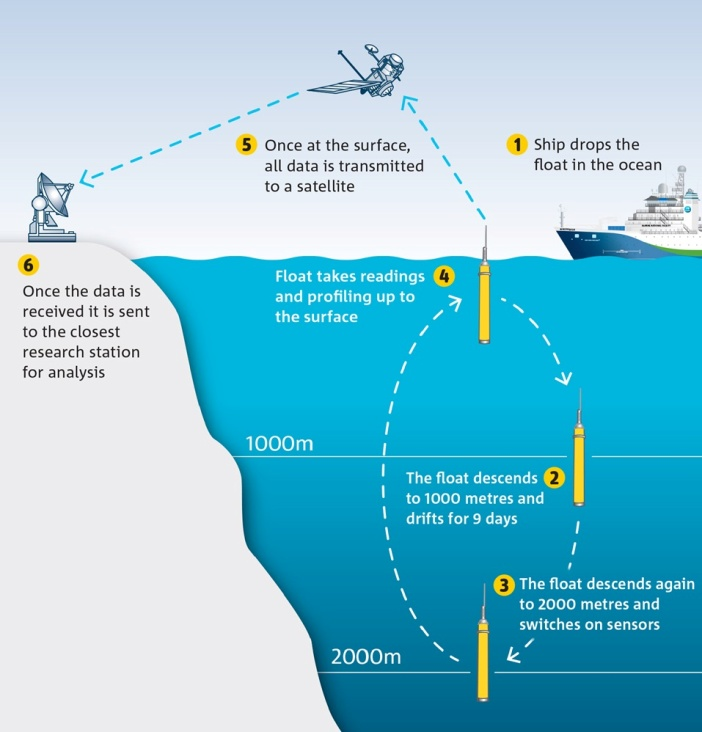 1 Ship drops the
float in the ocean
The float descends 2
to 1000 metres and
drifts for 9 days
3 The float descends again
to 2000 metres and
switches on sensors
Float takes readings 4
and profiling up to
the surface
5 Once at the surface,
all data is transmitted
to a satellite
6
Once the data is
received it is sent
to the closest
research station
for analysis
1000m
2000m